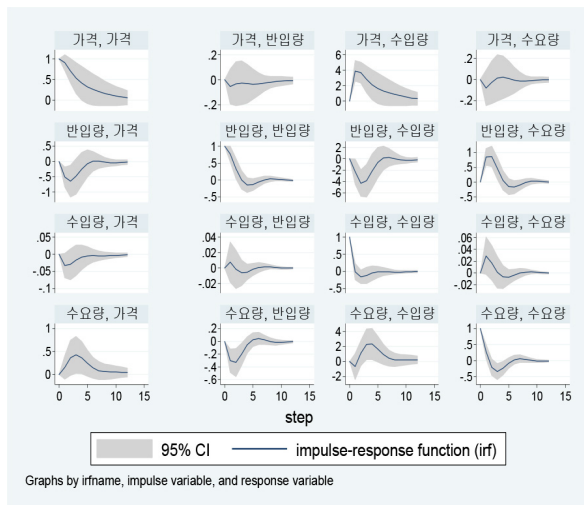 가격, 가격
가격, 반입량
가격, 수입량
가격, 수요량
1
.5
0
.2
0
-.2
6
4
2
0
.2
0
-.2
반입량, 가격
반입량, 반입량
반입량, 수입량
반입량, 수요량
.5
0
-.5
-1
1
.5
0
-.5
2
0
-2
-4
-6
1
.5
0
-.5
수입량, 가격
수입량, 반입량
수입량, 수입량
수입량, 수요량
.05
0
-.05
-.1
.04
.02
0
-.02
1
.5
0
-.5
.06
.04
.02
0
-.02
수요량, 가격
수요량, 반입량
수요량, 수입량
수요량, 수요량
1
.5
0
.2
0
-.2
-.4
-.6
4
2
0
-2
1
.5
0
-.5
0 5 10 15
0 5 10 15
0 5 10 15
0 5 10 15
step
95% CI
impulse-response function (irf)
Graphs by irfname, impulse variable, and response variable